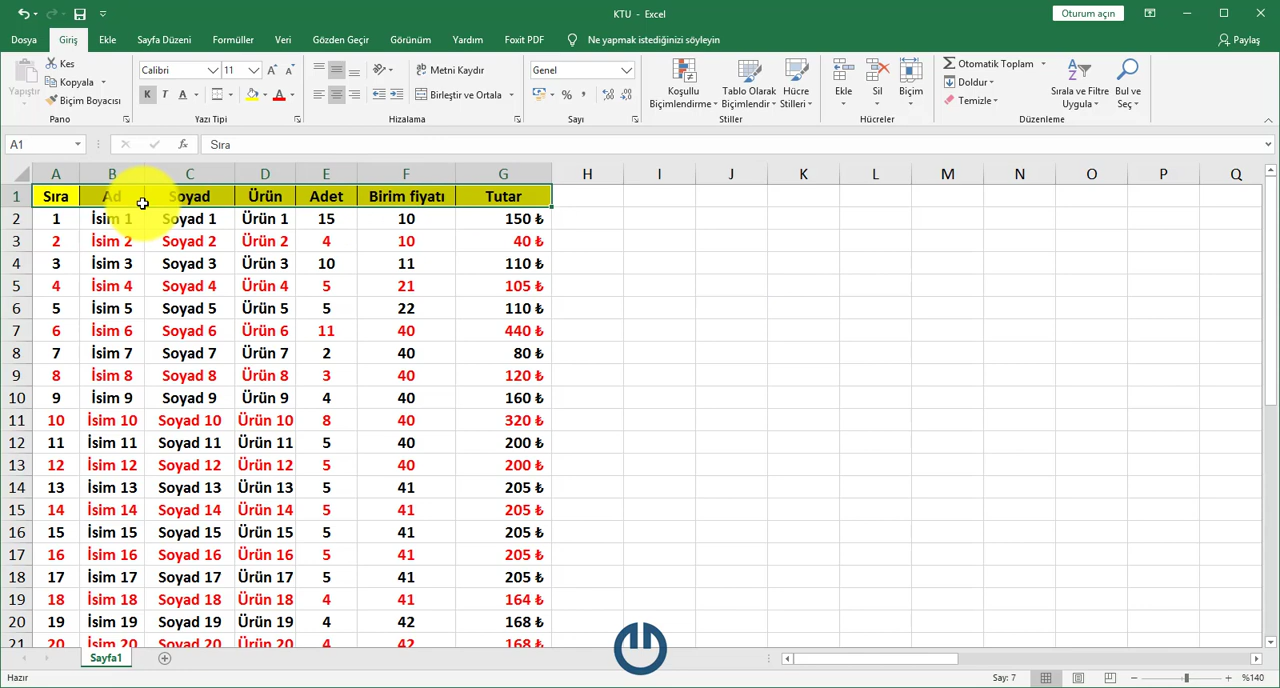 KTU - Excel
Oturum açın
Dosya Giriş Ekle Sayfa Düzeni Formüller Veri Gözden Geçir Görünüm Yardım Foxit PDF Ne yapmak istediğinizi söyleyin Paylaş
Yapıştır Kes
Kopyala
Biçim Boyacısı
Pano
Calibri 11
K T A
Yazı Tipi
Metni Kaydır
Birleştir ve Ortala
Hizalama
Genel
Sayı
Koşullu Biçimlendirme
Tablo Olarak Biçimlendir
Hücre Stilleri
Stiller
Ekle Sil Biçim
Hücreler
Otomatik Toplam
Doldur
Temizle
Sırala ve Filtre Uygula
Bul ve Seç
Düzenleme
A1 fx Sıra
A B C D E F G H I J K L M N O P Q
1 Sıra Ad Soyad Ürün Adet Birim fiyatı Tutar
2 1 İsim 1 Soyad 1 Ürün 1 15 10 150 ₺
3 2 İsim 2 Soyad 2 Ürün 2 4 10 40 ₺
4 3 İsim 3 Soyad 3 Ürün 3 10 11 110 ₺
5 4 İsim 4 Soyad 4 Ürün 4 5 21 105 ₺
6 5 İsim 5 Soyad 5 Ürün 5 5 22 110 ₺
7 6 İsim 6 Soyad 6 Ürün 6 11 40 440 ₺
8 7 İsim 7 Soyad 7 Ürün 7 2 40 80 ₺
9 8 İsim 8 Soyad 8 Ürün 8 3 40 120 ₺
10 9 İsim 9 Soyad 9 Ürün 9 4 40 160 ₺
11 10 İsim 10 Soyad 10 Ürün 10 8 40 320 ₺
12 11 İsim 11 Soyad 11 Ürün 11 5 40 200 ₺
13 12 İsim 12 Soyad 12 Ürün 12 5 40 200 ₺
14 13 İsim 13 Soyad 13 Ürün 13 5 41 205 ₺
15 14 İsim 14 Soyad 14 Ürün 14 5 41 205 ₺
16 15 İsim 15 Soyad 15 Ürün 15 5 41 205 ₺
17 16 İsim 16 Soyad 16 Ürün 16 5 41 205 ₺
18 17 İsim 17 Soyad 17 Ürün 17 5 41 205 ₺
19 18 İsim 18 Soyad 18 Ürün 18 4 41 164 ₺
20 19 İsim 19 Soyad 19 Ürün 19 4 42 168 ₺
21 20 İsim 20 Soyad 20 Ürün 20 4 42 168 ₺
Sayfa1
Hazır Say: 7 %140